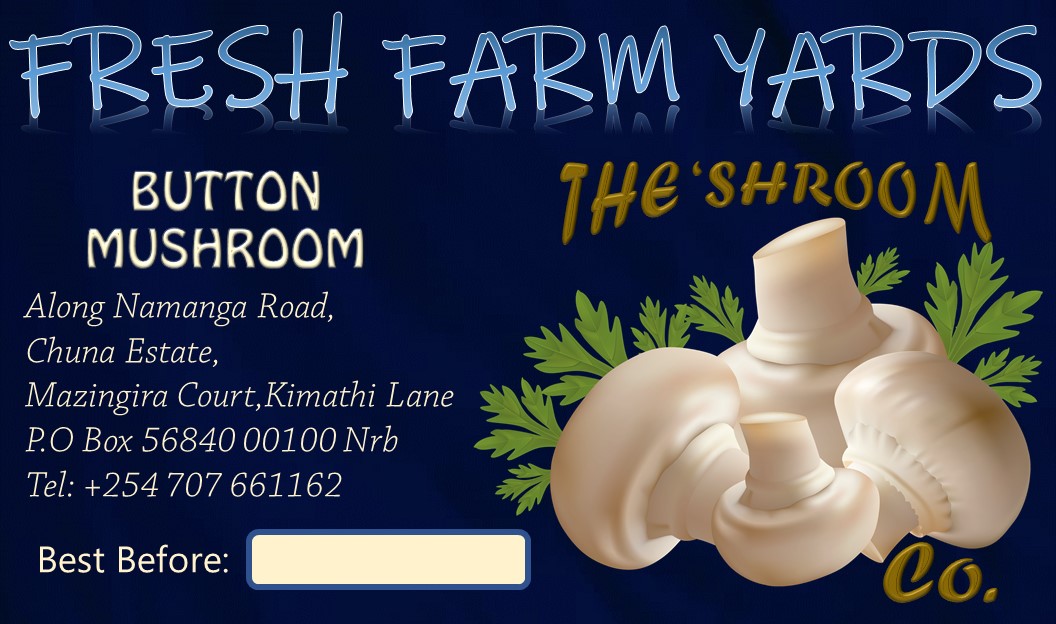 FRESH FARM YARDS
BUTTON
MUSHROOM
Along Namanga Road,
Chuna Estate,
Mazingira Court,Kimathi Lane
P.O Box 56840 00100 Nrb
Tel: +254 707 661162
Best Before:
THE ‘SHROOM
Co.